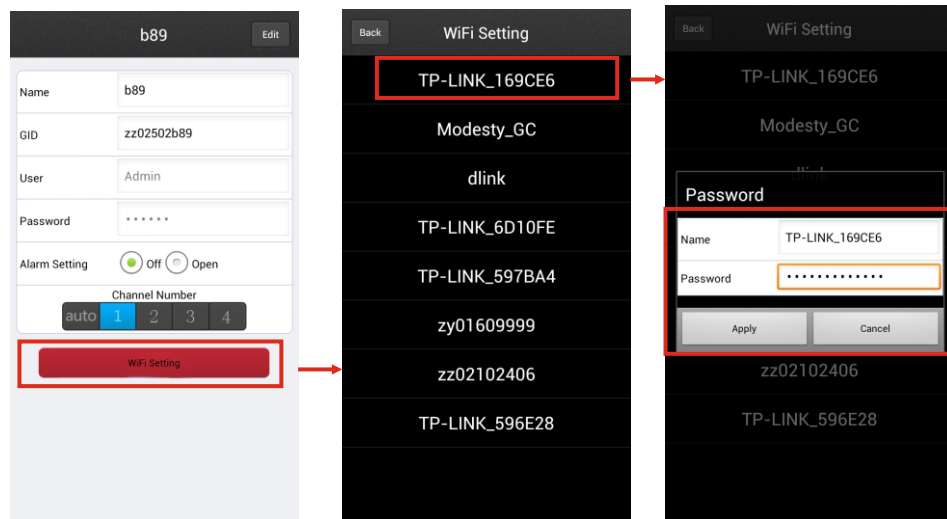 b89
Edit
Name b89
GID zz02502b89
User Admin
Password ······
Alarm Setting Off Open
Channel Number
auto 1 2 3 4
WiFi Setting
Back WiFi Setting
TP-LINK_169CE6
Modesty_GC
dlink
TP-LINK_6D10FE
TP-LINK_597BA4
zy01609999
zz02102406
TP-LINK_596E28
Back WiFi Setting
TP-LINK_169CE6
Modesty_GC
dlink
Password
Name TP-LINK_169CE6
Password ·············
Apply Cancel
zz02102406
TP-LINK_596E28